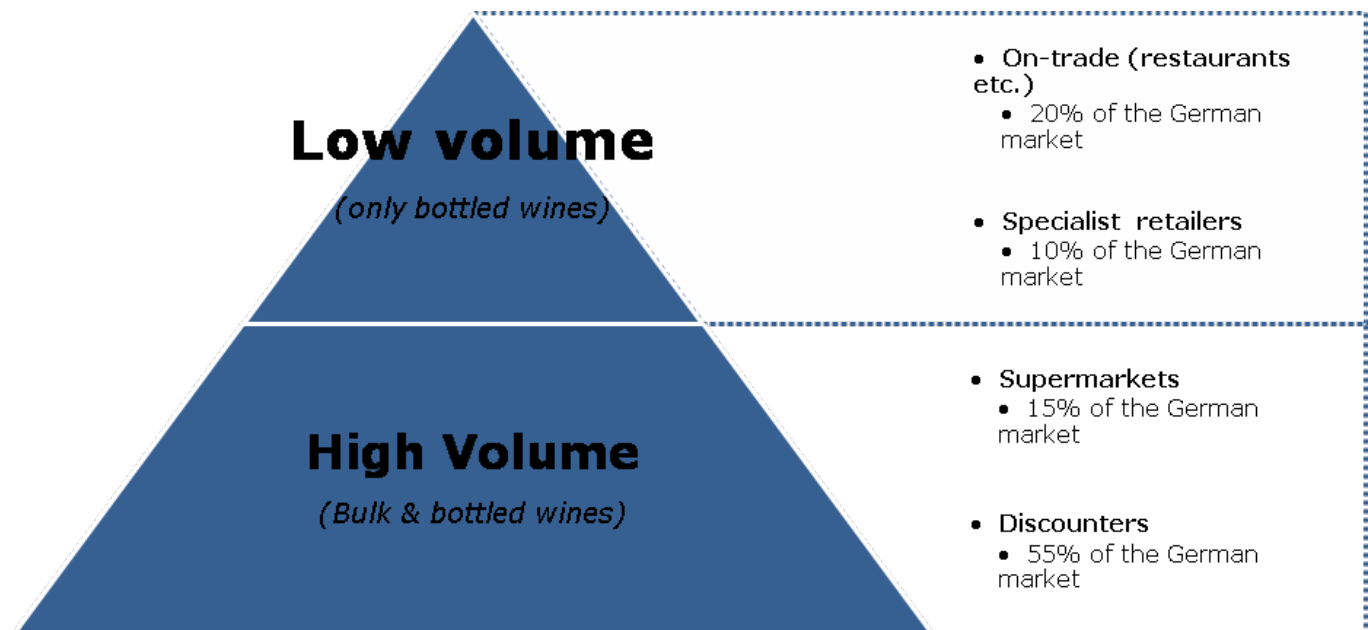 Low volume
(only bottled wines)
• On-trade (restaurants
etc.)
• 20% of the German
market
• Specialist retailers
• 10% of the German
market
High Volume
(Bulk & bottled wines)
• Supermarkets
• 15% of the German
market
• Discounters
• 55% of the German
market